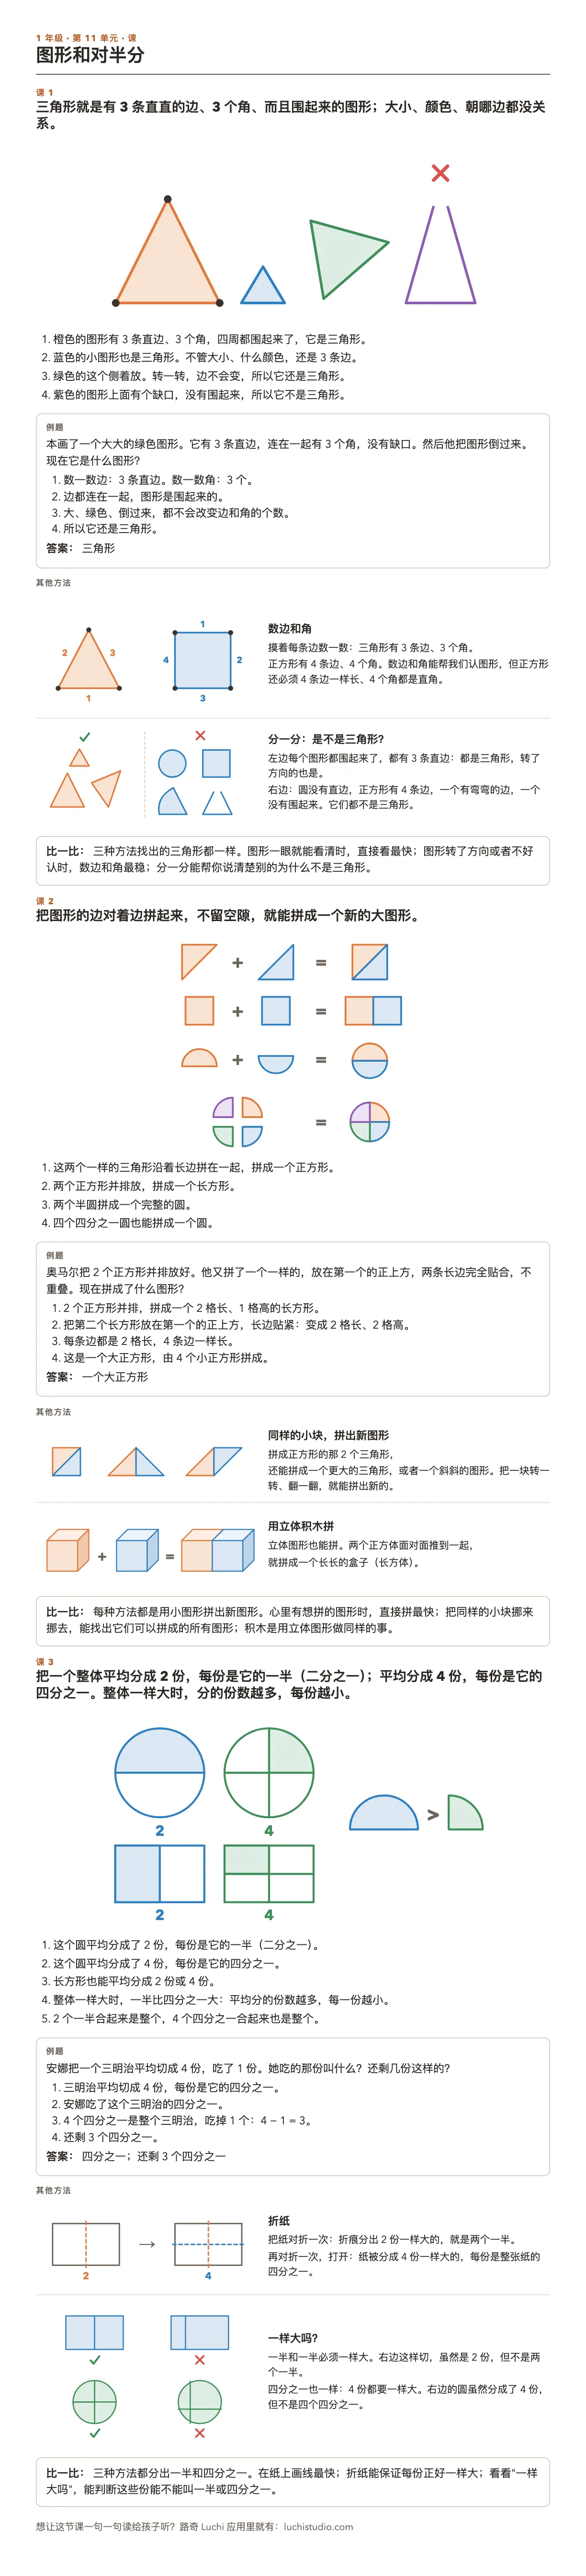 1 年级 · 第 11 单元 · 课
图形和对半分
课 1
三角形就是有 3 条直直的边、3 个角、而且围起来的图形；大小、颜色、朝哪边都没关
系。
1. 橙色的图形有 3 条直边、3 个角，四周都围起来了，它是三角形。
2. 蓝色的小图形也是三角形。不管大小、什么颜色，还是 3 条边。
3. 绿色的这个侧着放。转一转，边不会变，所以它还是三角形。
4. 紫色的图形上面有个缺口，没有围起来，所以它不是三角形。
例题
本画了一个大大的绿色图形。它有 3 条直边，连在一起有 3 个角，没有缺口。然后他把图形倒过来。
现在它是什么图形？
1. 数一数边：3 条直边。数一数角：3 个。
2. 边都连在一起，图形是围起来的。
3. 大、绿色、倒过来，都不会改变边和角的个数。
4. 所以它还是三角形。
答案： 三角形
其他方法
1
2 3
4 2
1 3
数边和角
摸着每条边数一数：三角形有 3 条边、3 个角。
正方形有 4 条边、4 个角。数边和角能帮我们认图形，但正方形
还必须 4 条边一样长、4 个角都是直角。
分一分：是不是三角形？
左边每个图形都围起来了，都有 3 条直边：都是三角形，转了
方向的也是。
右边：圆没有直边，正方形有 4 条边，一个有弯弯的边，一个
没有围起来。它们都不是三角形。
比一比： 三种方法找出的三角形都一样。图形一眼就能看清时，直接看最快；图形转了方向或者不好
认时，数边和角最稳；分一分能帮你说清楚别的为什么不是三角形。
课 2
把图形的边对着边拼起来，不留空隙，就能拼成一个新的大图形。
+ =
+ =
+ =
=
1. 这两个一样的三角形沿着长边拼在一起，拼成一个正方形。
2. 两个正方形并排放，拼成一个长方形。
3. 两个半圆拼成一个完整的圆。
4. 四个四分之一圆也能拼成一个圆。
例题
奥马尔把 2 个正方形并排放好。他又拼了一个一样的，放在第一个的正上方，两条长边完全贴合，不
重叠。现在拼成了什么图形？
1. 2 个正方形并排，拼成一个 2 格长、1 格高的长方形。
2. 把第二个长方形放在第一个的正上方，长边贴紧：变成 2 格长、2 格高。
3. 每条边都是 2 格长，4 条边一样长。
4. 这是一个大正方形，由 4 个小正方形拼成。
答案： 一个大正方形
其他方法
同样的小块，拼出新图形
拼成正方形的那 2 个三角形，
还能拼成一个更大的三角形，或者一个斜斜的图形。把一块转一
转、翻一翻，就能拼出新的。
+ =
用立体积木拼
立体图形也能拼。两个正方体面对面推到一起，
就拼成一个长长的盒子（长方体）。
比一比： 每种方法都是用小图形拼出新图形。心里有想拼的图形时，直接拼最快；把同样的小块挪来
挪去，能找出它们可以拼成的所有图形；积木是用立体图形做同样的事。
课 3
把一个整体平均分成 2 份，每份是它的一半（二分之一）；平均分成 4 份，每份是它的
四分之一。整体一样大时，分的份数越多，每份越小。
>
2 4
2 4
1. 这个圆平均分成了 2 份，每份是它的一半（二分之一）。
2. 这个圆平均分成了 4 份，每份是它的四分之一。
3. 长方形也能平均分成 2 份或 4 份。
4. 整体一样大时，一半比四分之一大：平均分的份数越多，每一份越小。
5. 2 个一半合起来是整个，4 个四分之一合起来也是整个。
例题
安娜把一个三明治平均切成 4 份，吃了 1 份。她吃的那份叫什么？还剩几份这样的？
1. 三明治平均切成 4 份，每份是它的四分之一。
2. 安娜吃了这个三明治的四分之一。
3. 4 个四分之一是整个三明治，吃掉 1 个：4 − 1 = 3。
4. 还剩 3 个四分之一。
答案： 四分之一；还剩 3 个四分之一
其他方法
→
2 4
折纸
把纸对折一次：折痕分出 2 份一样大的，就是两个一半。
再对折一次，打开：纸被分成 4 份一样大的，每份是整张纸的
四分之一。
一样大吗？
一半和一半必须一样大。右边这样切，虽然是 2 份，但不是两
个一半。
四分之一也一样：4 份都要一样大。右边的圆虽然分成了 4 份，
但不是四个四分之一。
比一比： 三种方法都分出一半和四分之一。在纸上画线最快；折纸能保证每份正好一样大；看看"一样
大吗"，能判断这些份能不能叫一半或四分之一。
想让这节课一句一句读给孩子听？路奇 Luchi 应用里就有：luchistudio.com